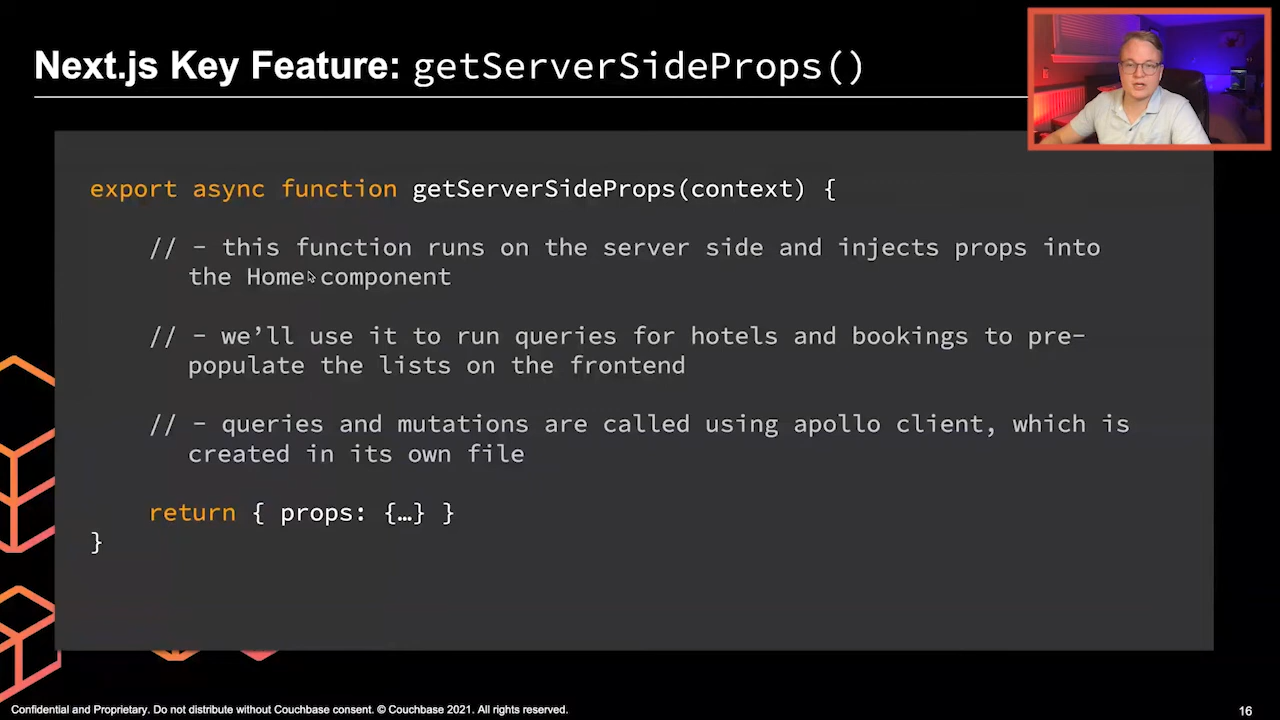 Next.js Key Feature: getServerSideProps()
export async function getServerSideProps(context) {
// – this function runs on the server side and injects props into
the Home component
// – we’ll use it to run queries for hotels and bookings to pre-
populate the lists on the frontend
// – queries and mutations are called using apollo client, which is
created in its own file
return { props: {…} }
}
Confidential and Proprietary. Do not distribute without Couchbase consent. © Couchbase 2021. All rights reserved.
16